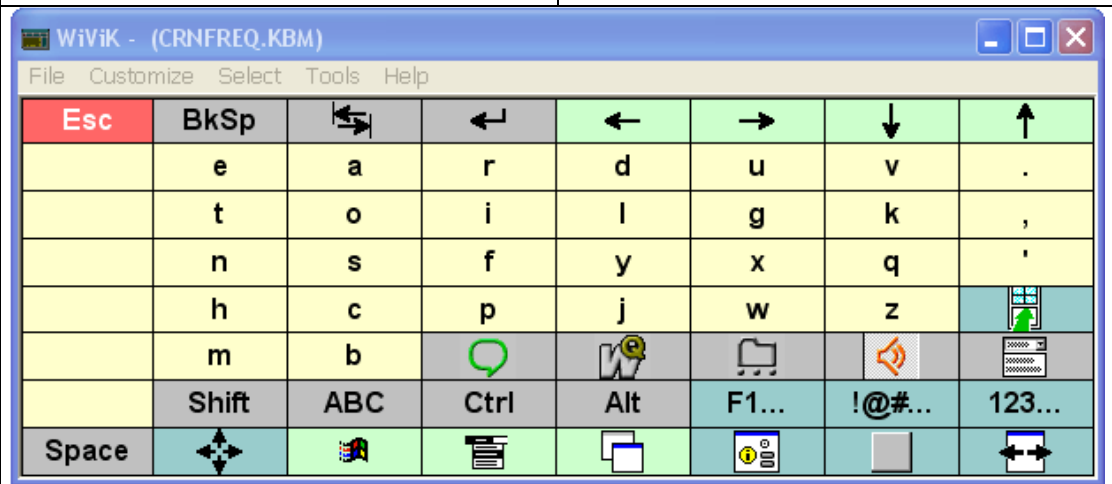 WiViK - (CRNFREQ.KBM)
File Customize Select Tools Help
Esc BkSp
e a r d u v .
t o i l g k ,
n s f y x q '
h c p j w z
m b
Shift ABC Ctrl Alt F1... !@#... 123...
Space